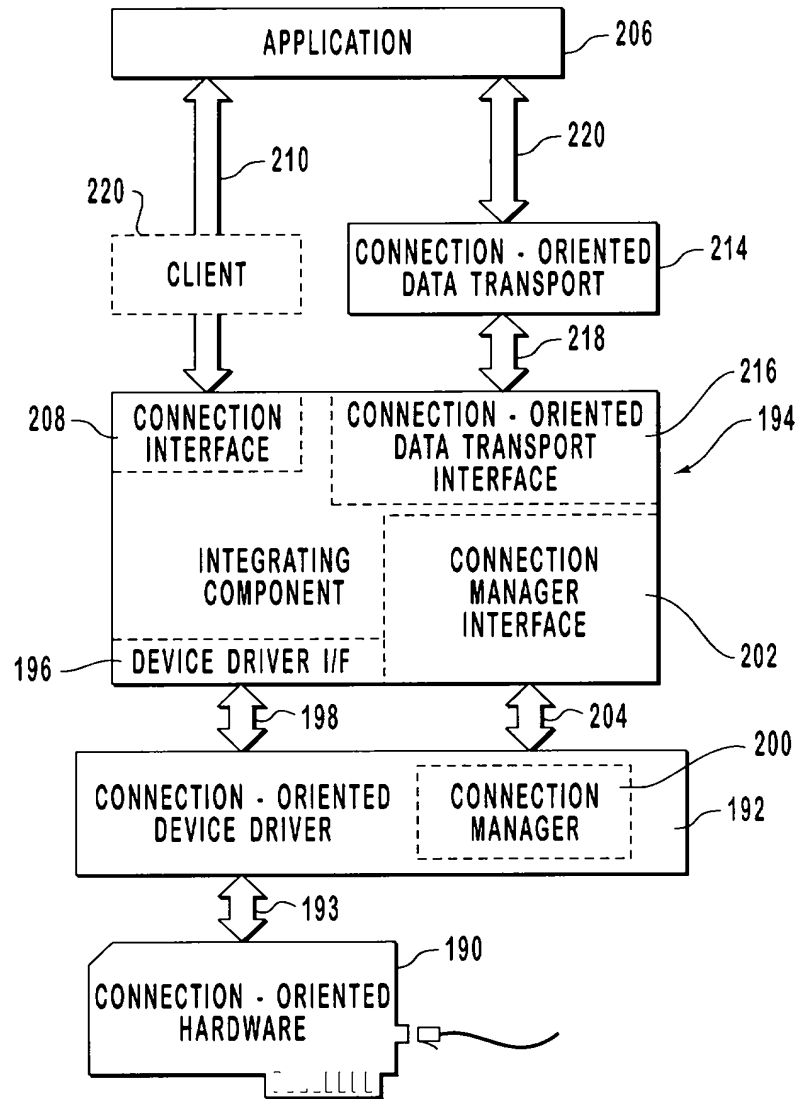 APPLICATION
206
210
220
220
CLIENT
CONNECTION - ORIENTED
DATA TRANSPORT
214
218
216
194
208
CONNECTION
INTERFACE
CONNECTION - ORIENTED
DATA TRANSPORT
INTERFACE
INTEGRATING
COMPONENT
CONNECTION
MANAGER
INTERFACE
202
196
DEVICE DRIVER I/F
198
204
200
CONNECTION - ORIENTED
DEVICE DRIVER
CONNECTION
MANAGER
192
193
190
CONNECTION - ORIENTED
HARDWARE